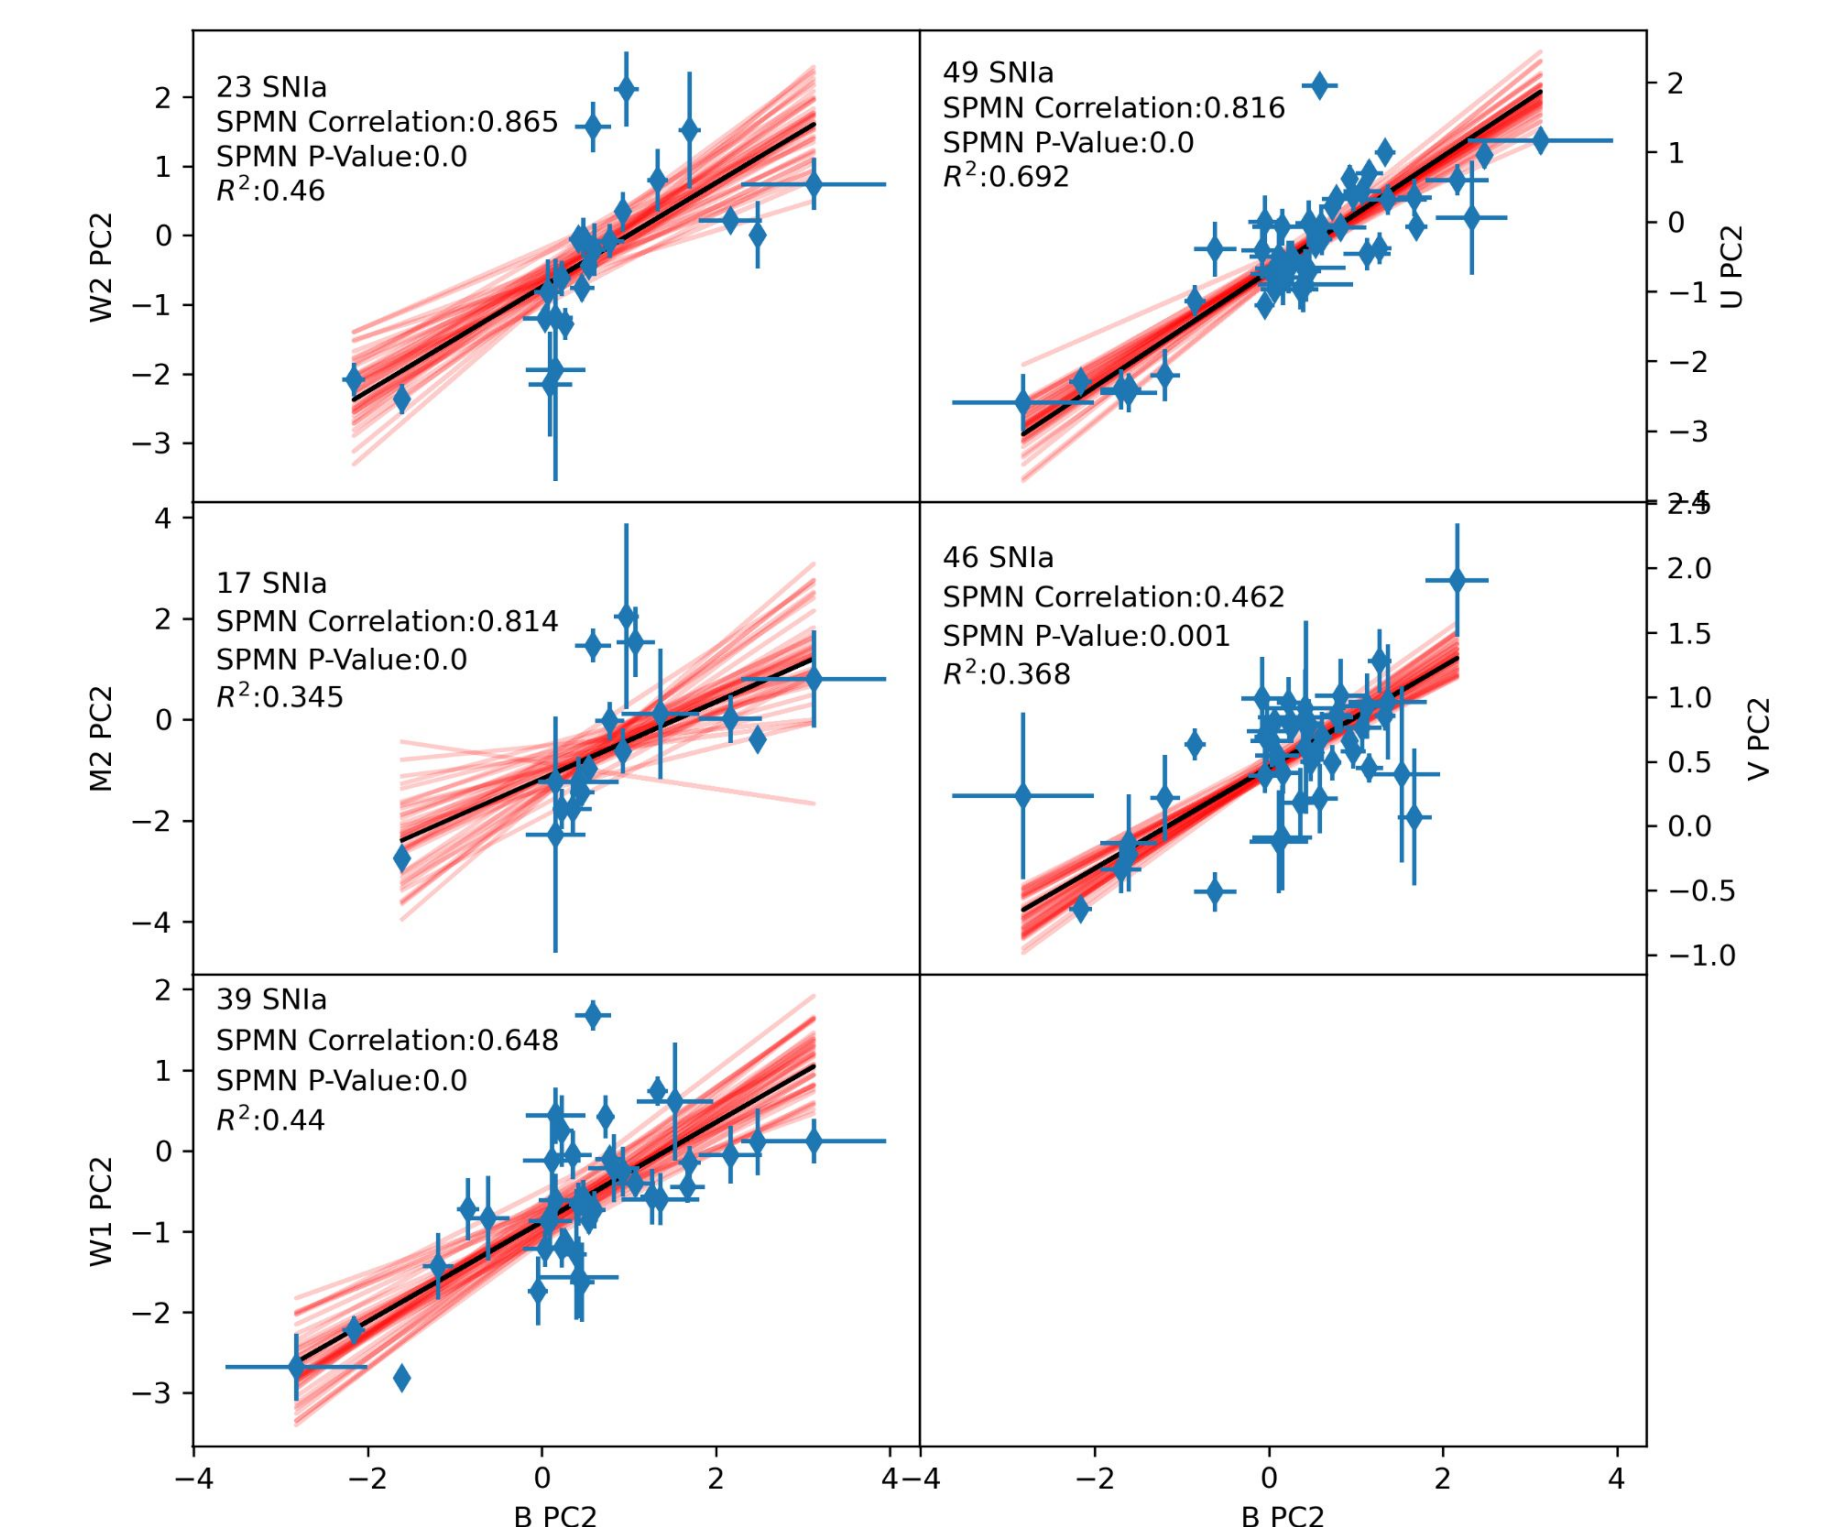 23 SNIa
SPMN Correlation:0.865
SPMN P-Value:0.0
R²:0.46
2
1
0
−1
−2
−3
W2 PC2
49 SNIa
SPMN Correlation:0.816
SPMN P-Value:0.0
R²:0.692
2
1
0
−1
−2
−3
−4
U PC2
17 SNIa
SPMN Correlation:0.814
SPMN P-Value:0.0
R²:0.345
4
2
0
−2
−4
M2 PC2
46 SNIa
SPMN Correlation:0.462
SPMN P-Value:0.001
R²:0.368
2.5
2.0
1.5
1.0
0.5
0.0
−0.5
−1.0
V PC2
39 SNIa
SPMN Correlation:0.648
SPMN P-Value:0.0
R²:0.44
2
1
0
−1
−2
−3
W1 PC2
−4 −2 0 2 4
B PC2
−4 −2 0 2 4
B PC2